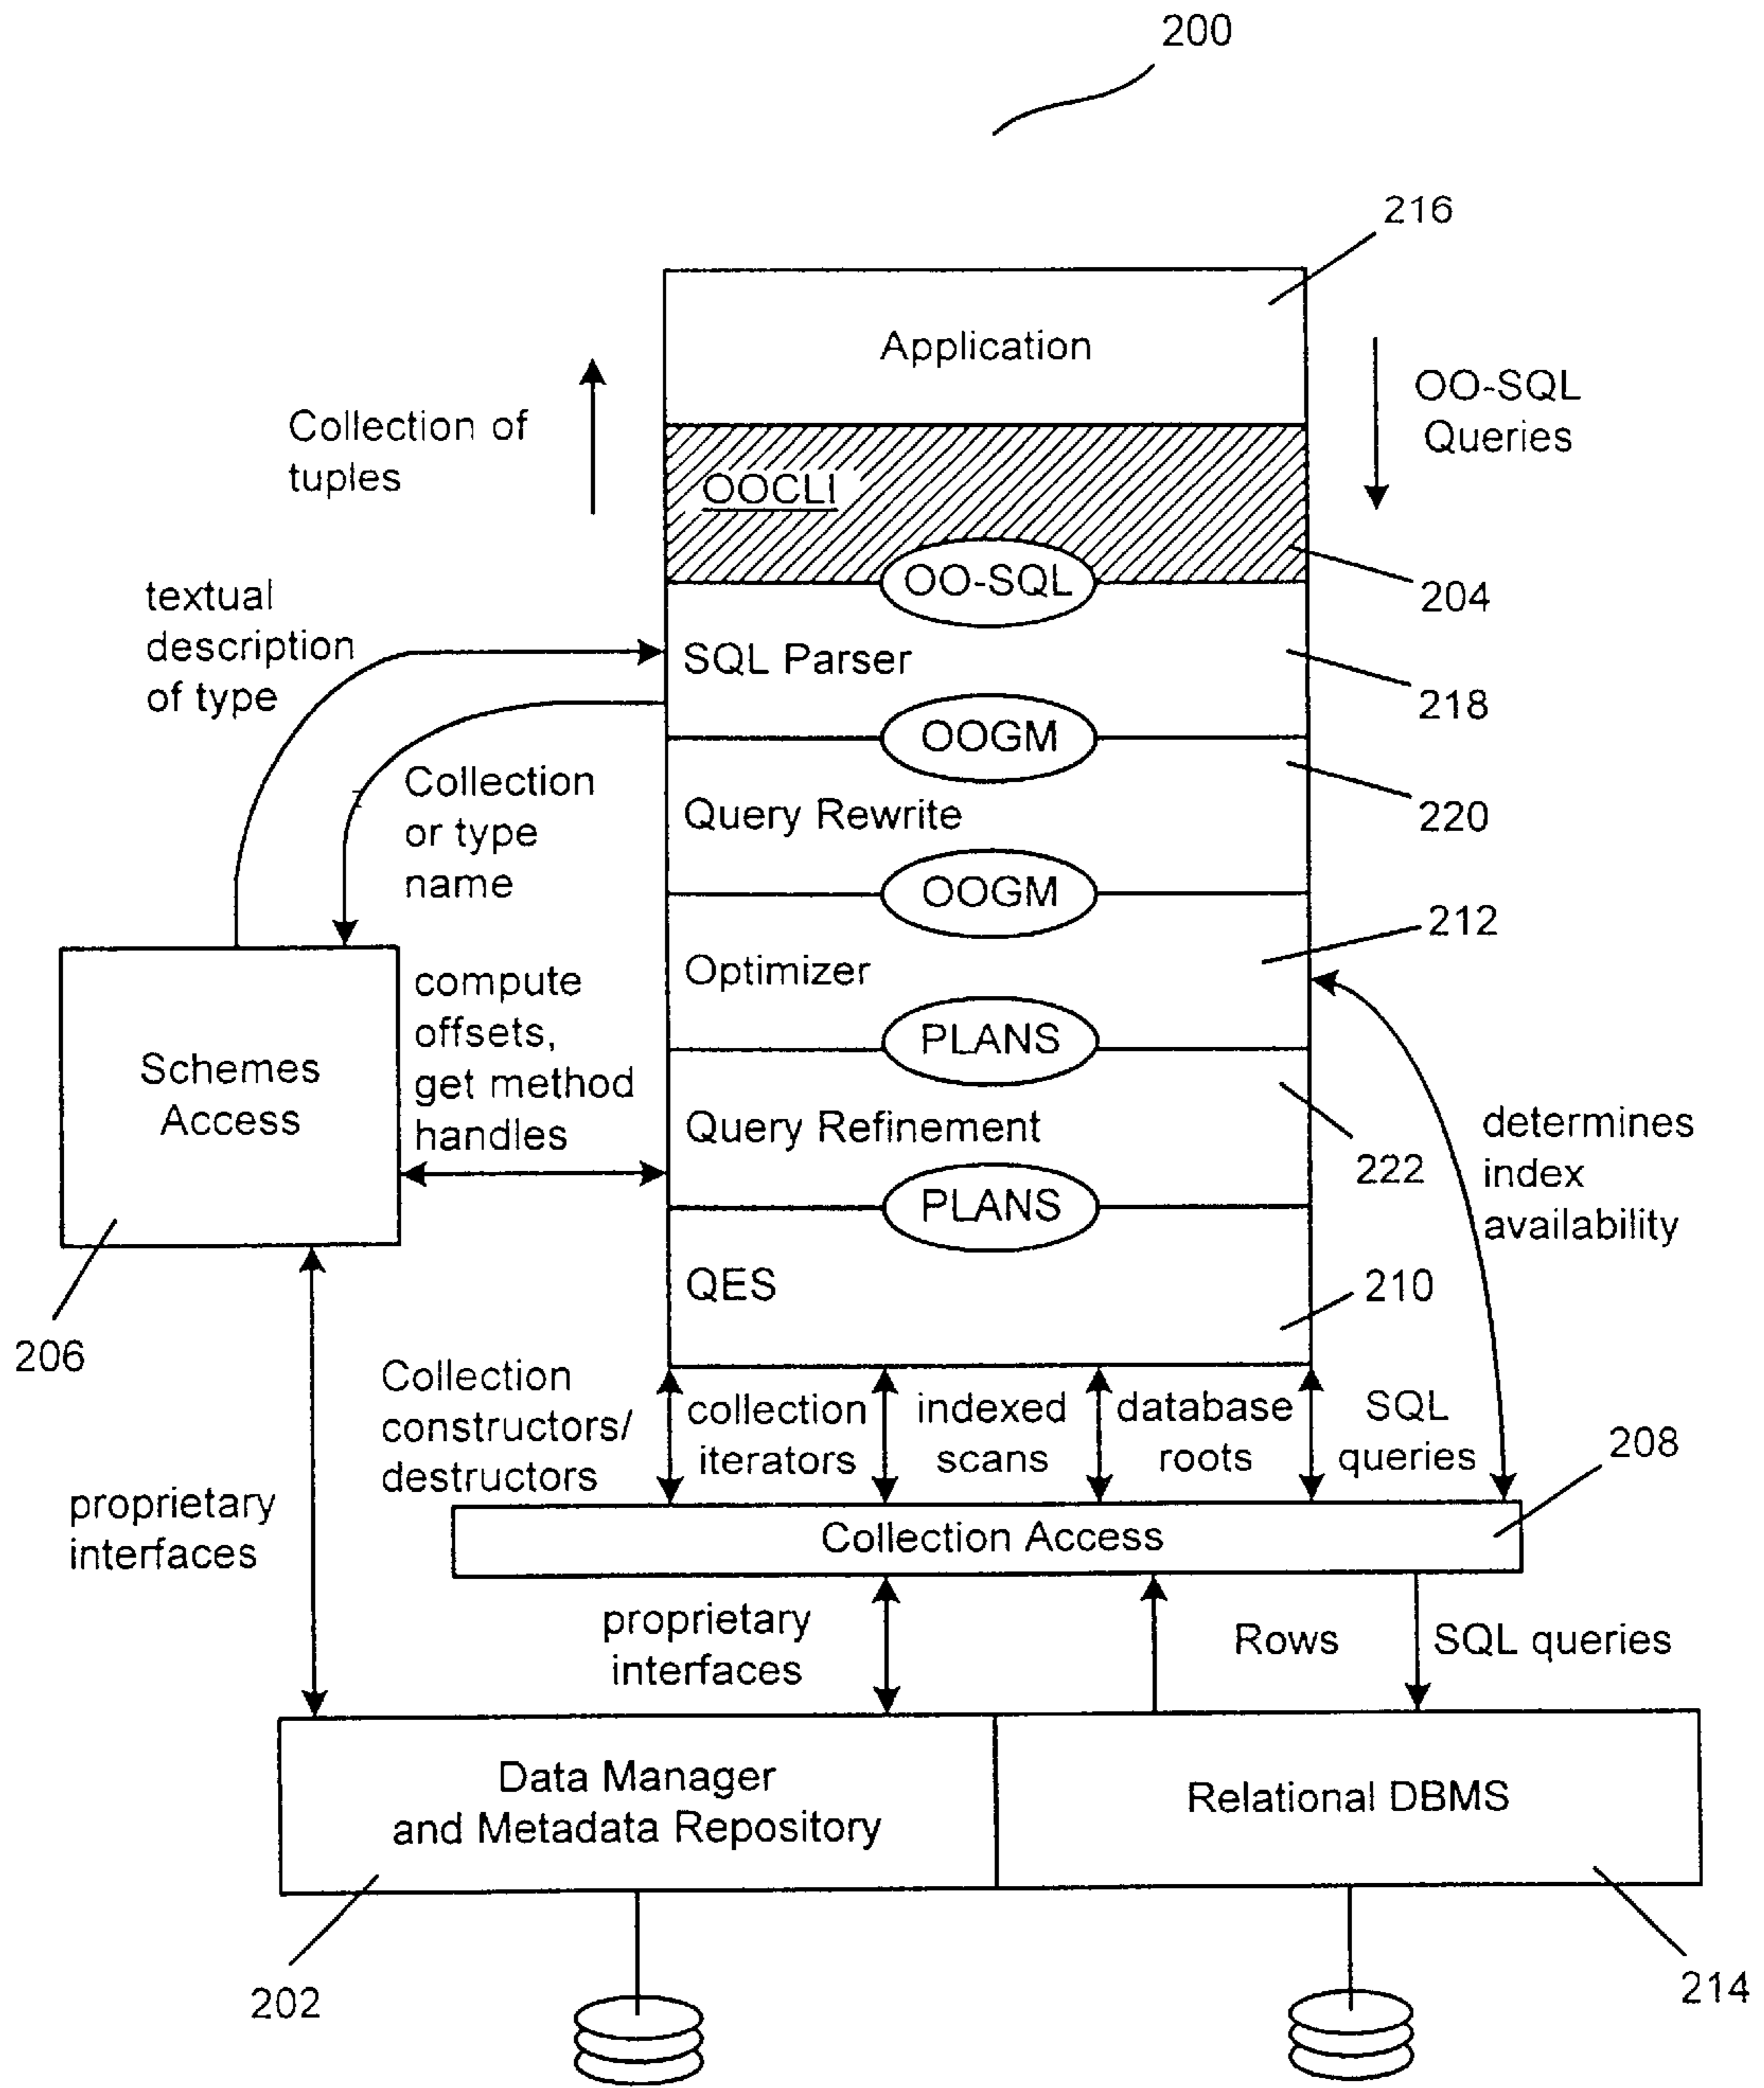 200
216
Application
Collection of
tuples
OO-SQL
Queries
OOCLI
OO-SQL
204
textual
description
of type
SQL Parser
218
OOGM
Collection
or type
name
220
Query Rewrite
OOGM
212
Optimizer
compute
offsets,
get method
handles
PLANS
Schemes
Access
Query Refinement
222
determines
index
availability
PLANS
QES
210
206
Collection
constructors/
destructors
collection
iterators
indexed
scans
database
roots
SQL
queries
208
proprietary
interfaces
Collection Access
proprietary
interfaces
Rows
SQL queries
Data Manager
and Metadata Repository
Relational DBMS
202
214